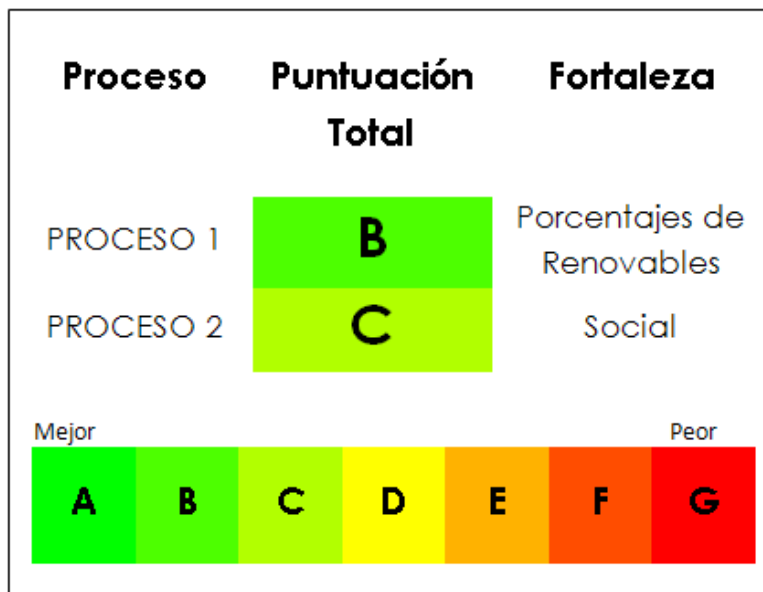 Proceso Puntuación Total Fortaleza
PROCESO 1 B Porcentajes de Renovables
PROCESO 2 C Social
Mejor Peor
A B C D E F G